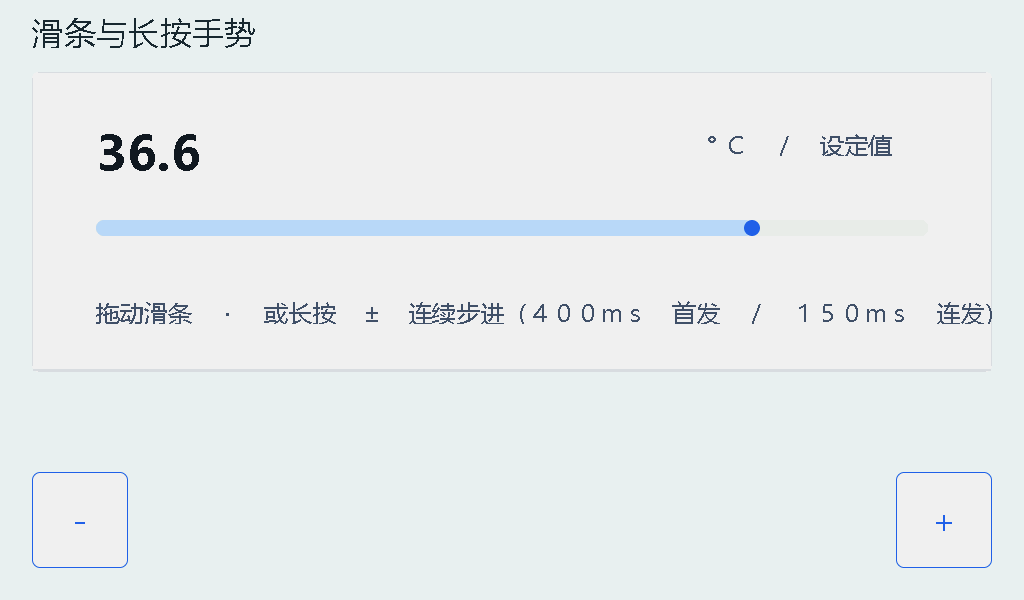 滑条与长按手势
36.6
°C / 设定值
拖动滑条 · 或长按 ± 连续步进(400ms 首发 / 150ms 连发)
-
+